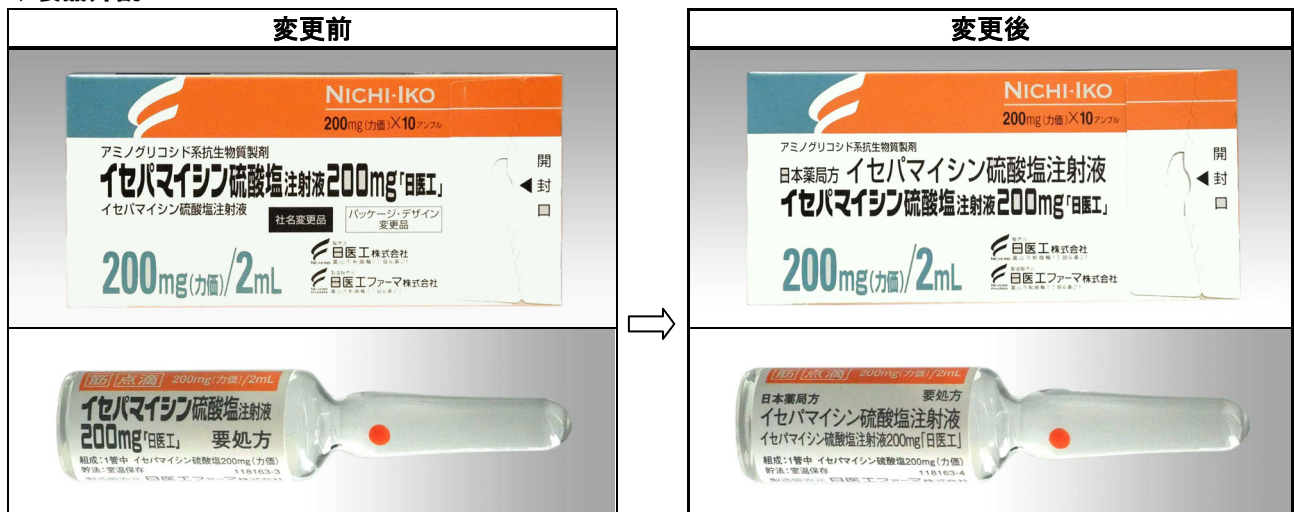 変更前
NICHI-IKO
200mg(力価)×10アンプル
アミノグリコシド系抗生物質製剤
イセパマイシン硫酸塩注射液200mg「日医工」
イセパマイシン硫酸塩注射液
社名変更品
パッケージ・デザイン
変更品
開
封
口
200mg(力価)/2mL
日医工株式会社
日医工ファーマ株式会社
筋 点滴 200mg(力価)/2mL
イセパマイシン硫酸塩注射液
200mg「日医工」 要処方
組成:1管中 イセパマイシン硫酸塩200mg(力価)
貯法:室温保存 118163-3
日医工ファーマ株式会社
変更後
NICHI-IKO
200mg(力価)×10アンプル
アミノグリコシド系抗生物質製剤
日本薬局方 イセパマイシン硫酸塩注射液
イセパマイシン硫酸塩注射液200mg「日医工」
開
封
口
200mg(力価)/2mL
日医工株式会社
日医工ファーマ株式会社
筋 点滴 200mg(力価)/2mL
日本薬局方 要処方
イセパマイシン硫酸塩注射液
イセパマイシン硫酸塩注射液200mg「日医工」
組成:1管中 イセパマイシン硫酸塩200mg(力価)
貯法:室温保存 118163-4
日医工ファーマ株式会社